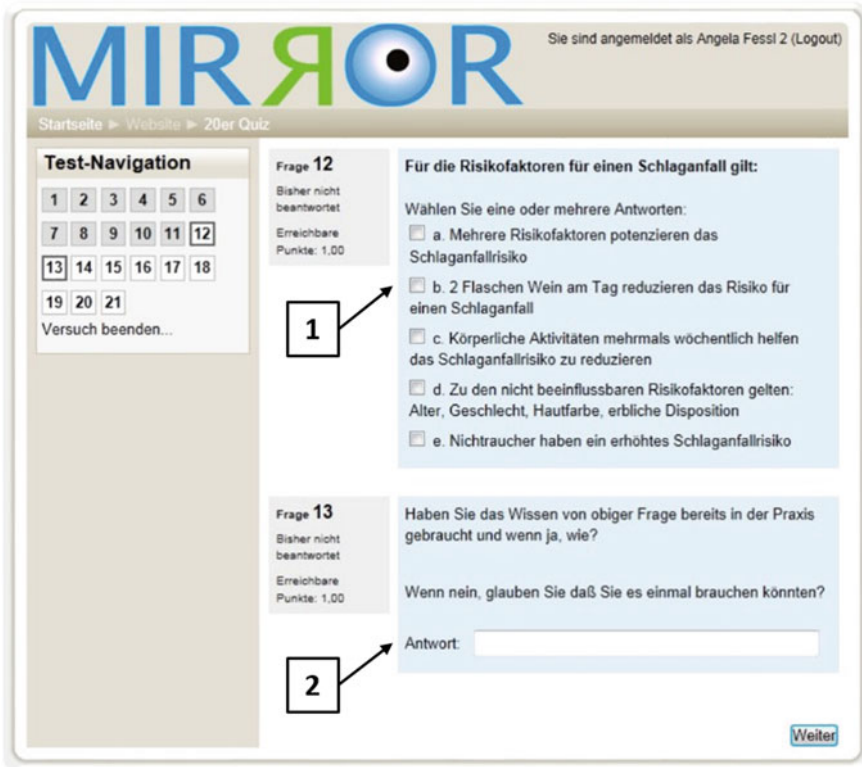 MIRROR
Sie sind angemeldet als Angela Fessl 2 (Logout)
Startseite ► Website ► 20er Quiz
Test-Navigation
1 2 3 4 5 6
7 8 9 10 11 12
13 14 15 16 17 18
19 20 21
Versuch beenden...
Frage 12
Bisher nicht
beantwortet
Erreichbare
Punkte: 1,00
Für die Risikofaktoren für einen Schlaganfall gilt:
Wählen Sie eine oder mehrere Antworten:
a. Mehrere Risikofaktoren potenzieren das
Schlaganfallrisiko
b. 2 Flaschen Wein am Tag reduzieren das Risiko für
einen Schlaganfall
c. Körperliche Aktivitäten mehrmals wöchentlich helfen
das Schlaganfallrisiko zu reduzieren
d. Zu den nicht beeinflussbaren Risikofaktoren gelten:
Alter, Geschlecht, Hautfarbe, erbliche Disposition
e. Nichtraucher haben ein erhöhtes Schlaganfallrisiko
1
Frage 13
Bisher nicht
beantwortet
Erreichbare
Punkte: 1,00
Haben Sie das Wissen von obiger Frage bereits in der Praxis
gebraucht und wenn ja, wie?
Wenn nein, glauben Sie daß Sie es einmal brauchen könnten?
Antwort:
2
Weiter